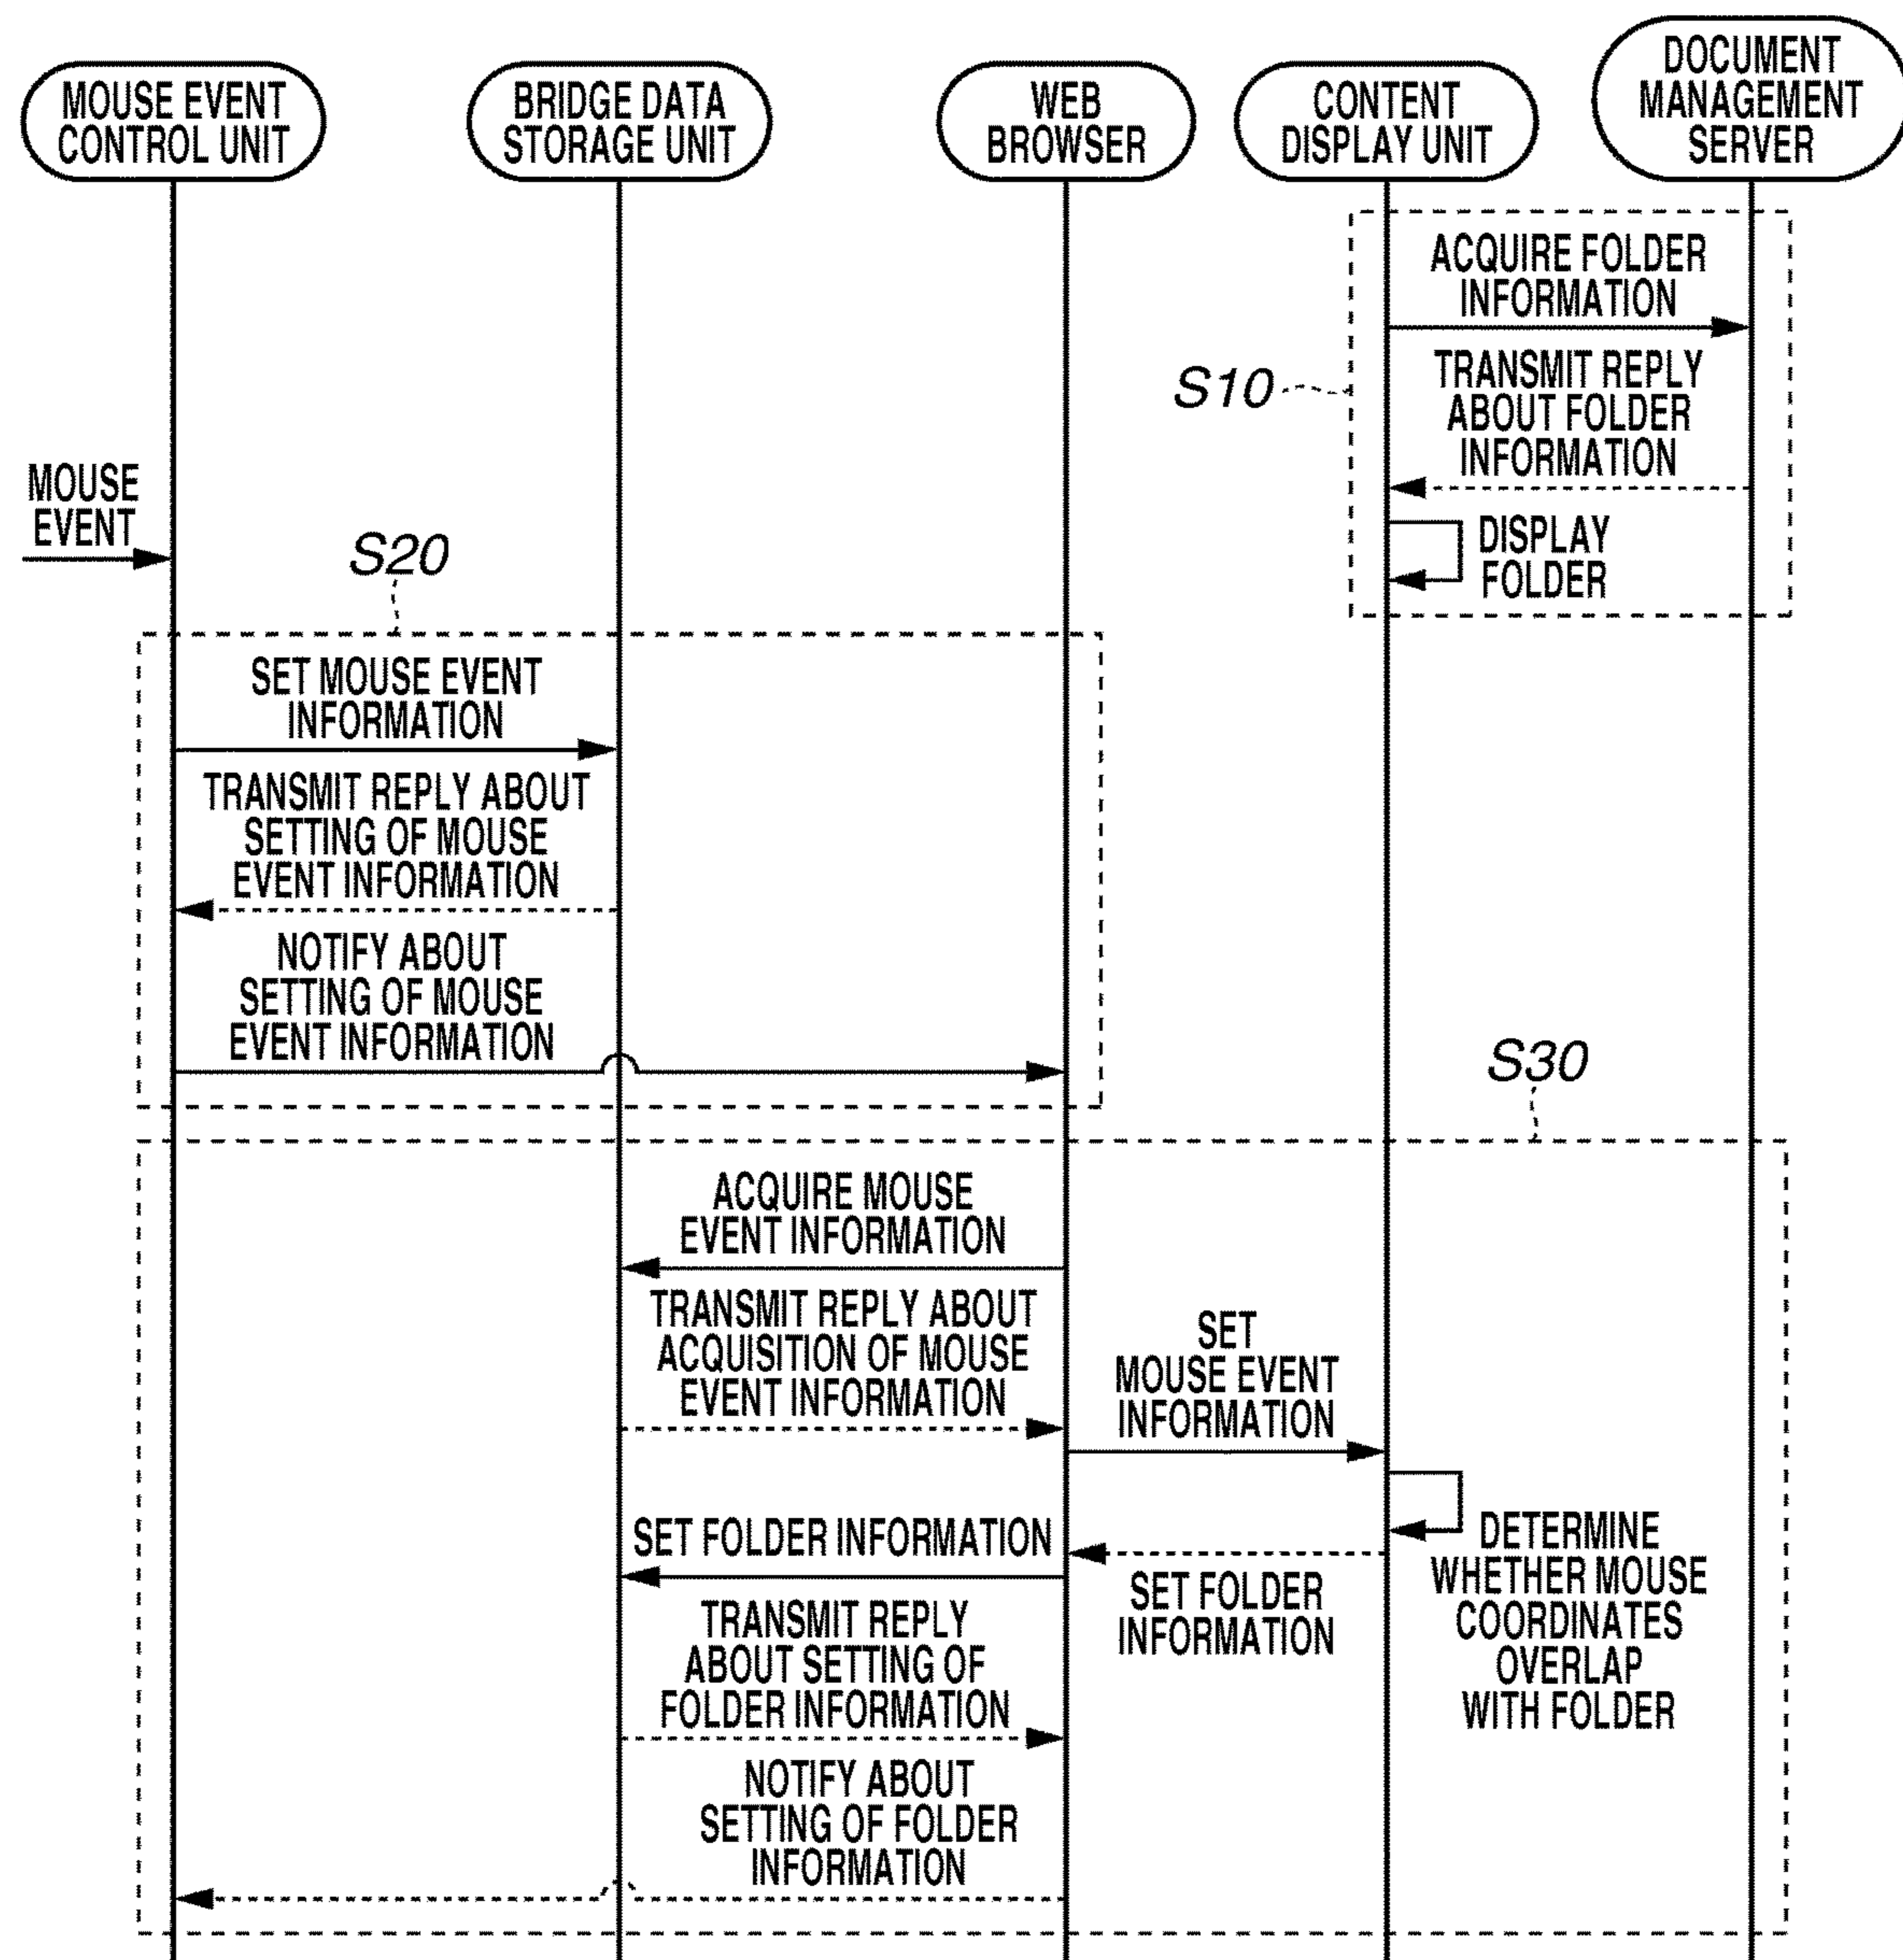 MOUSE EVENT
CONTROL UNIT
BRIDGE DATA
STORAGE UNIT
WEB
BROWSER
CONTENT
DISPLAY UNIT
DOCUMENT
MANAGEMENT
SERVER
ACQUIRE FOLDER
INFORMATION
S10
TRANSMIT REPLY
ABOUT FOLDER
INFORMATION
DISPLAY
FOLDER
MOUSE
EVENT
S20
SET MOUSE EVENT
INFORMATION
TRANSMIT REPLY ABOUT
SETTING OF MOUSE
EVENT INFORMATION
NOTIFY ABOUT
SETTING OF MOUSE
EVENT INFORMATION
S30
ACQUIRE MOUSE
EVENT INFORMATION
TRANSMIT REPLY ABOUT
ACQUISITION OF MOUSE
EVENT INFORMATION
SET
MOUSE EVENT
INFORMATION
DETERMINE
WHETHER MOUSE
COORDINATES
OVERLAP
WITH FOLDER
SET FOLDER
INFORMATION
SET FOLDER INFORMATION
TRANSMIT REPLY
ABOUT SETTING OF
FOLDER INFORMATION
NOTIFY ABOUT
SETTING OF FOLDER
INFORMATION